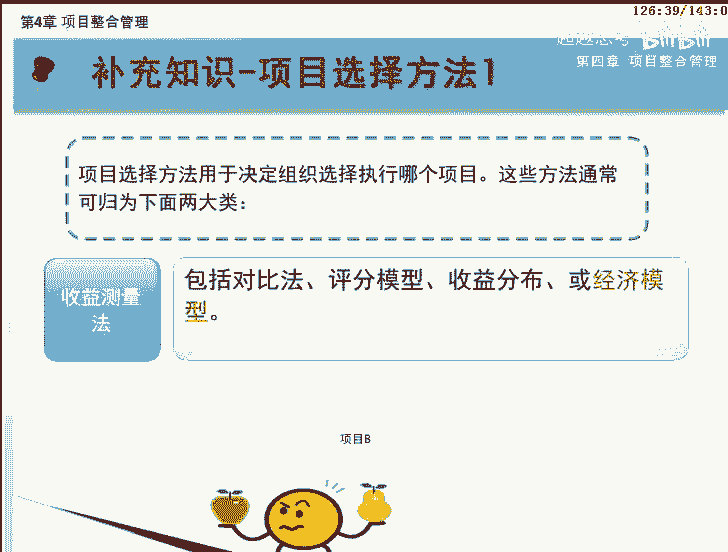 第4章 项目整合管理
126:39/143:0
bilibili
第四章 项目整合管理
补充知识-项目选择方法1
项目选择方法用于决定组织选择执行哪个项目。这些方法通常
可归为下面两大类：
收益测量
法
包括对比法、评分模型、收益分布、或经济模
型。
项目B